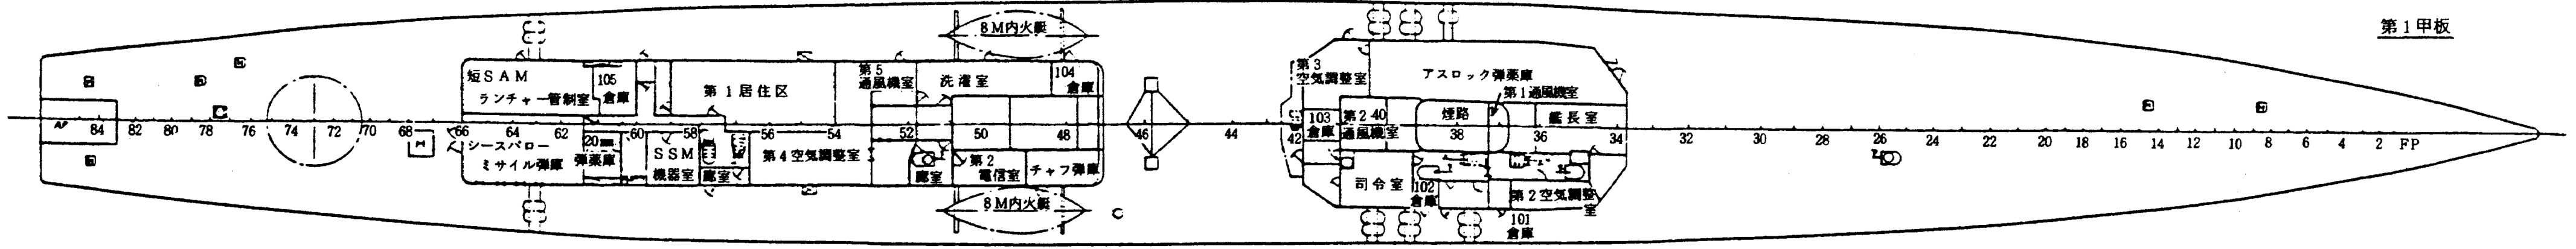 第1甲板
8M内火艇
短SAM
ランチャー管制室
105
倉庫
第1居住区
第5
通風機室
洗濯室
104
倉庫
第3
空気調整室
アスロック弾薬庫
第1通風機室
103
倉庫
第2
通風機室
煙路
艦長室
84 82 80 78 76 74 72 70 68 66 64 62 60 58 56 54 52 50 48 46 44 42 40 38 36 34 32 30 28 26 24 22 20 18 16 14 12 10 8 6 4 2 FP
シースパロー
ミサイル弾庫
20mm
弾薬庫
SSM
機器室
廊室
第4空気調整室
廊室
第2
電信室
チャフ弾庫
司令室
102
倉庫
第2空気調整
室
101
倉庫
8M内火艇